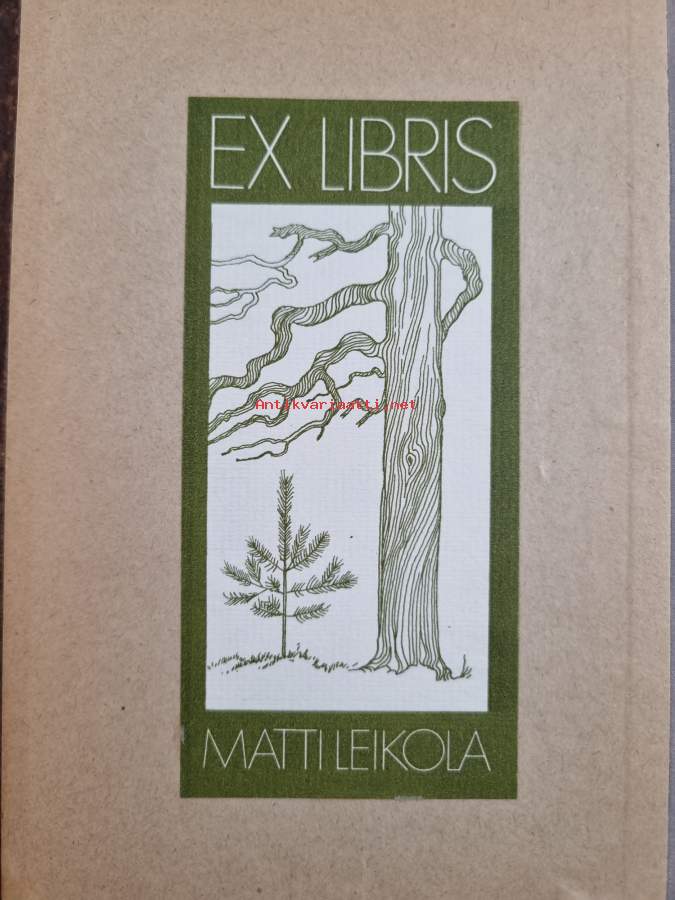 EX LIBRIS
Antikvariaatti.net
MATTI LEIKOLA